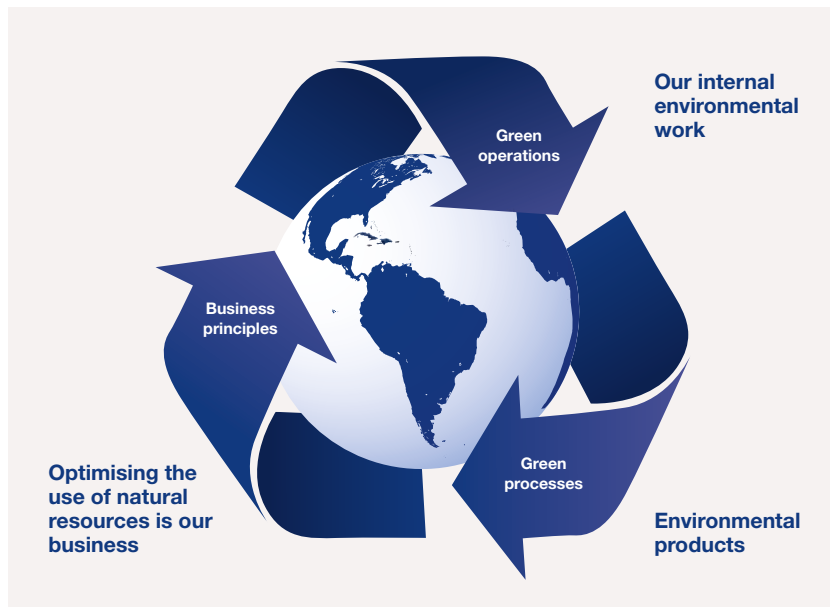 Our internal
environmental
work
Green
operations
Business
principles
Green
processes
Optimising the
use of natural
resources is our
business
Environmental
products